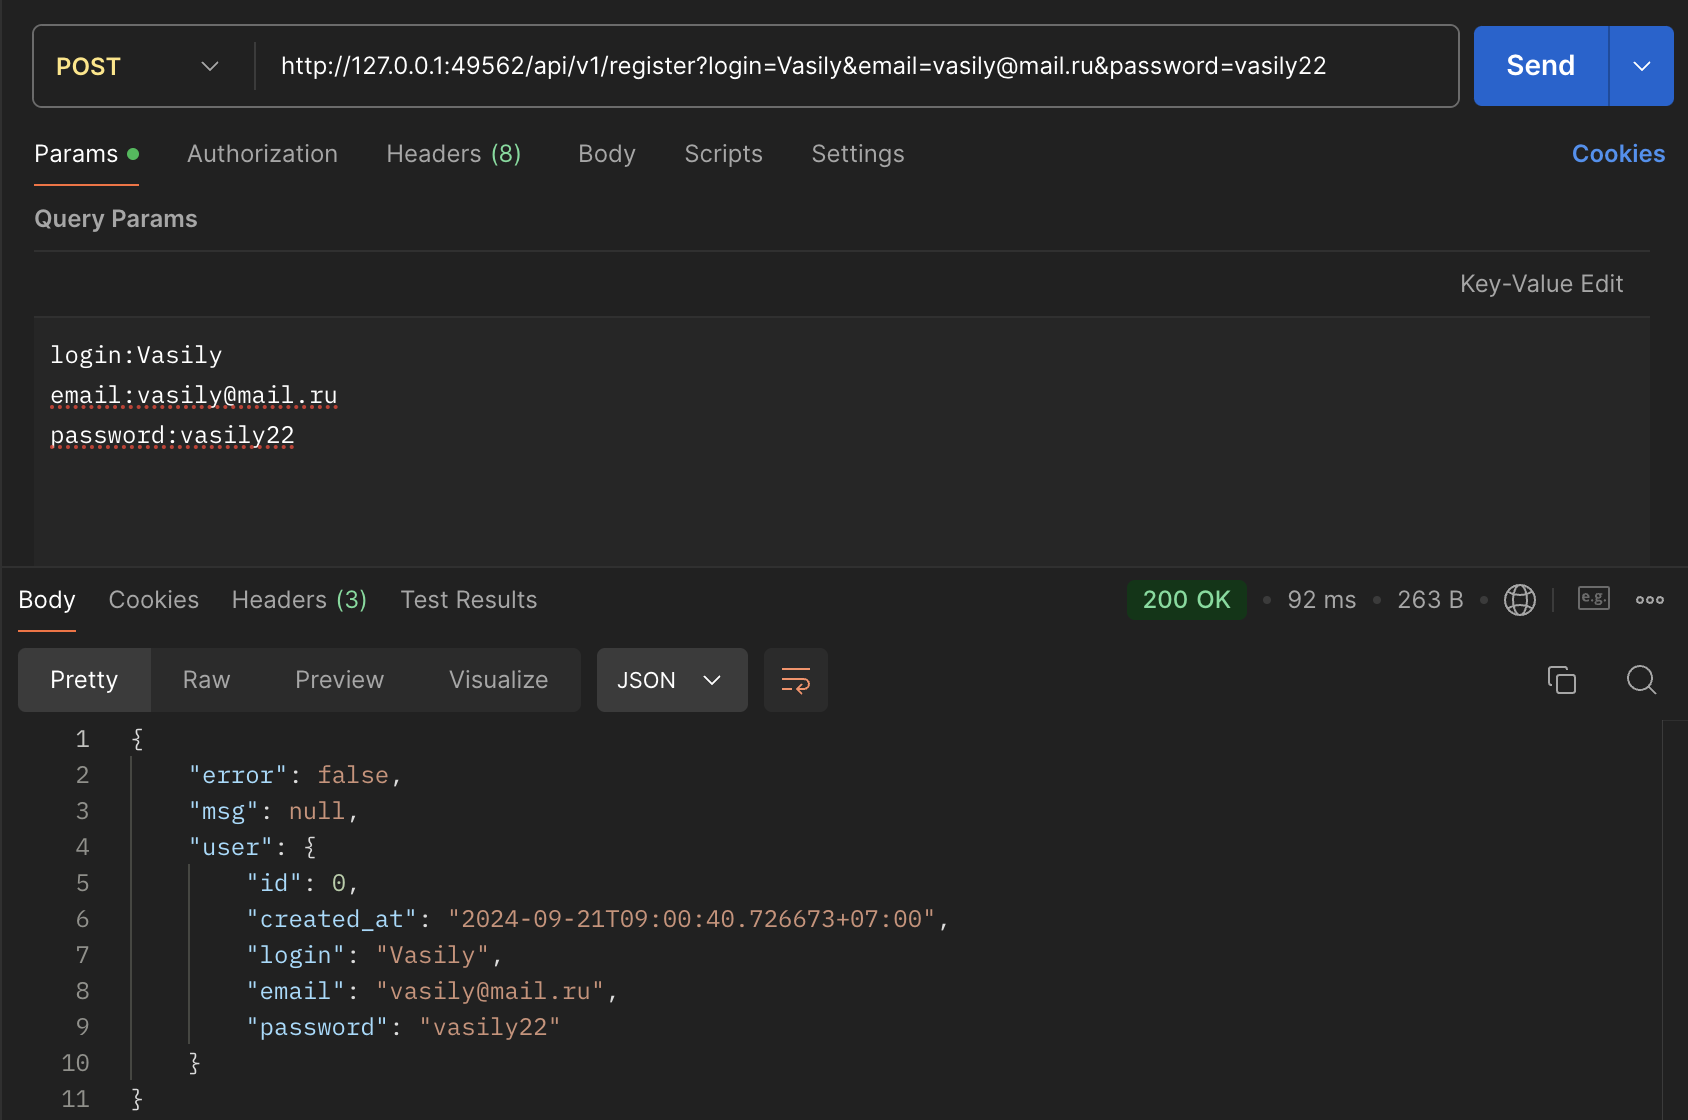 POST
http://127.0.0.1:49562/api/v1/register?login=Vasily&email=vasily@mail.ru&password=vasily22
Send
Params Authorization Headers (8) Body Scripts Settings Cookies
Query Params
Key-Value Edit
login:Vasily
email:vasily@mail.ru
password:vasily22
Body Cookies Headers (3) Test Results 200 OK • 92 ms • 263 B • e.g.
Pretty Raw Preview Visualize JSON
1 {
2 "error": false,
3 "msg": null,
4 "user": {
5 "id": 0,
6 "created_at": "2024-09-21T09:00:40.726673+07:00",
7 "login": "Vasily",
8 "email": "vasily@mail.ru",
9 "password": "vasily22"
10 }
11 }